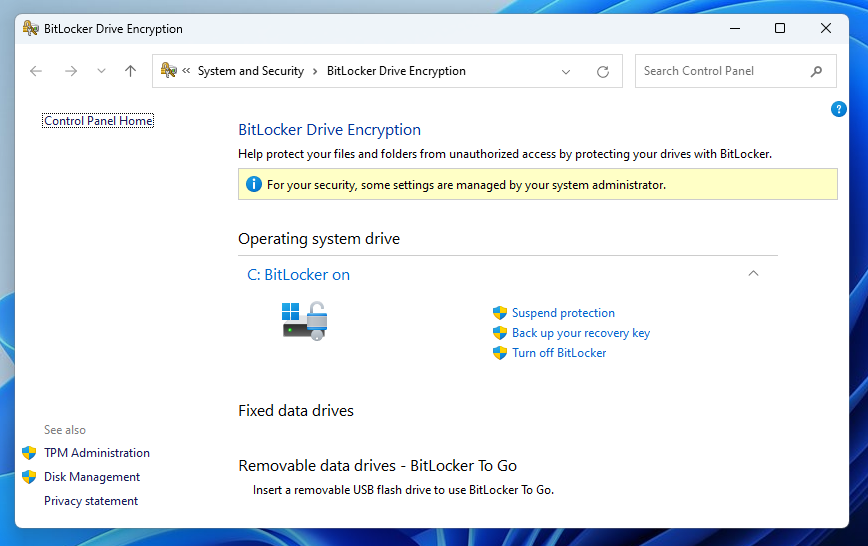 BitLocker Drive Encryption
System and Security > BitLocker Drive Encryption
Search Control Panel
Control Panel Home
BitLocker Drive Encryption
Help protect your files and folders from unauthorized access by protecting your drives with BitLocker.
For your security, some settings are managed by your system administrator.
Operating system drive
C: BitLocker on
Suspend protection
Back up your recovery key
Turn off BitLocker
Fixed data drives
Removable data drives - BitLocker To Go
Insert a removable USB flash drive to use BitLocker To Go.
See also
TPM Administration
Disk Management
Privacy statement